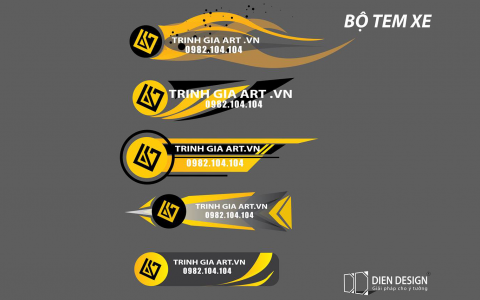 BỘ TEM XE
TRINH GIA ART .VN
0982.104.104
TRINH GIA ART .VN
0982.104.104
TRINH GIA ART.VN
0982.104.104
TRINH GIA ART.VN
0982.104.104
TRINH GIA ART.VN
0982.104.104
DIEN DESIGN
Giải pháp cho ý tưởng